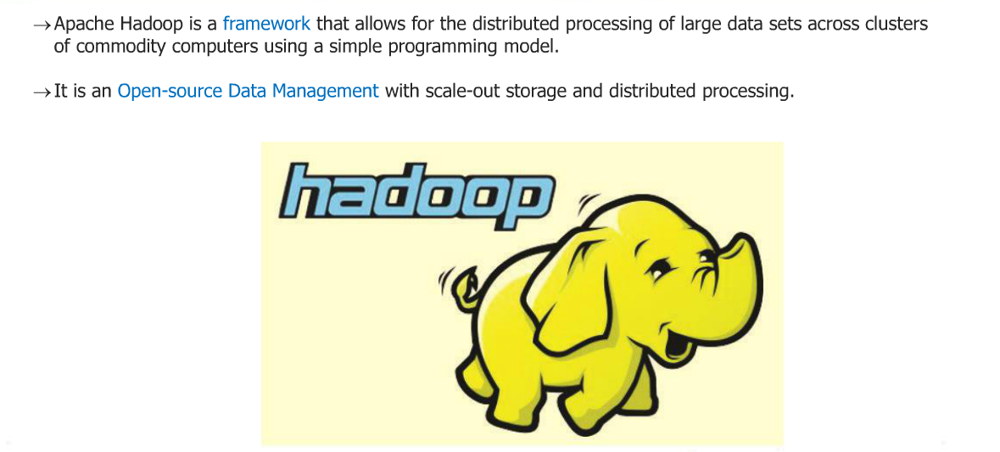 →Apache Hadoop is a framework that allows for the distributed processing of large data sets across clusters
of commodity computers using a simple programming model.
→It is an Open-source Data Management with scale-out storage and distributed processing.
hadoop